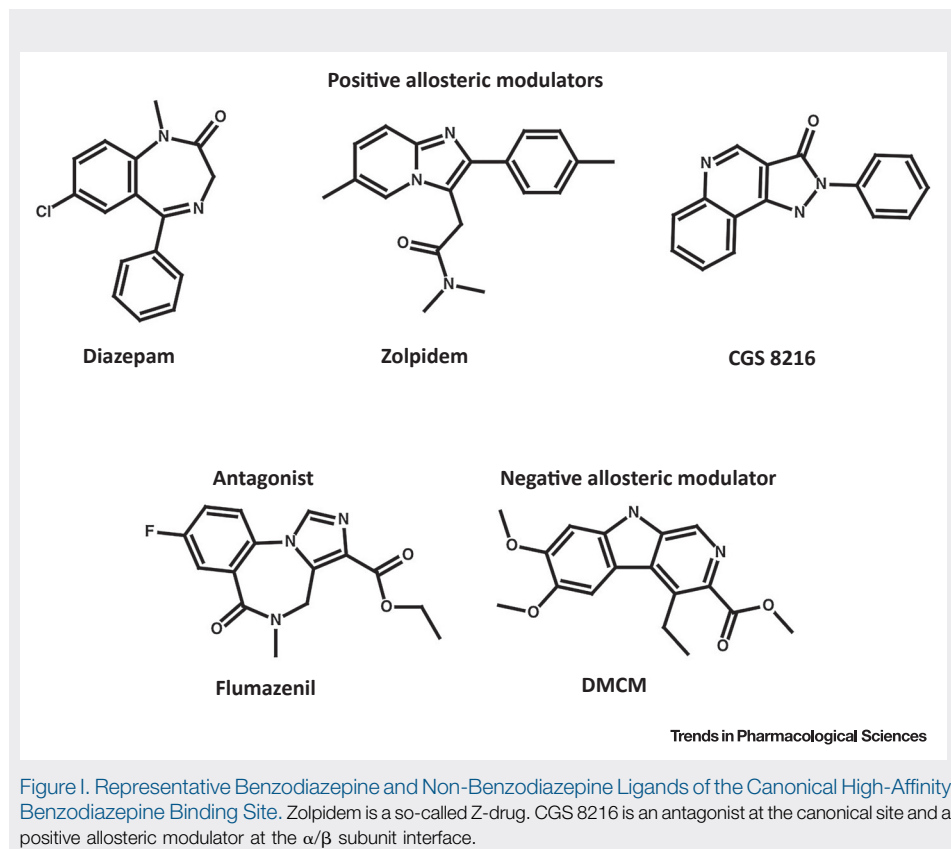 Positive allosteric modulators
N
O
N
Cl
Diazepam
N
N
O
N
Zolpidem
O
N
N
N
CGS 8216
Antagonist
F
N
N
O
O
O
N
Flumazenil
Negative allosteric modulator
N
O
O
N
O
O
DMCM
Trends in Pharmacological Sciences
Figure I. Representative Benzodiazepine and Non-Benzodiazepine Ligands of the Canonical High-Affinity
Benzodiazepine Binding Site. Zolpidem is a so-called Z-drug. CGS 8216 is an antagonist at the canonical site and a
positive allosteric modulator at the α/β subunit interface.